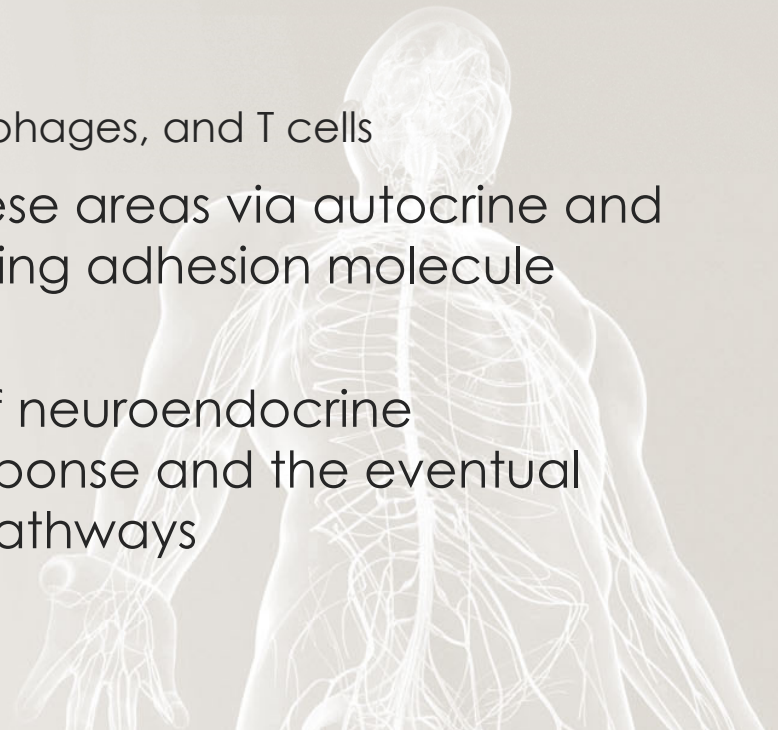 phages, and T cells
ese areas via autocrine and
ing adhesion molecule
f neuroendocrine
ponse and the eventual
athways